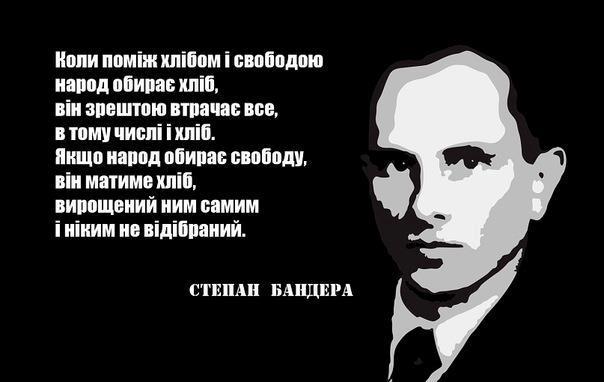 Коли поміж хлібом і свободою
народ обирає хліб,
він зрештою втрачає все,
в тому числі і хліб.
Якщо народ обирає свободу,
він матиме хліб,
вирощений ним самим
і ніким не відібраний.
СТЕПАН БАНДЕРА